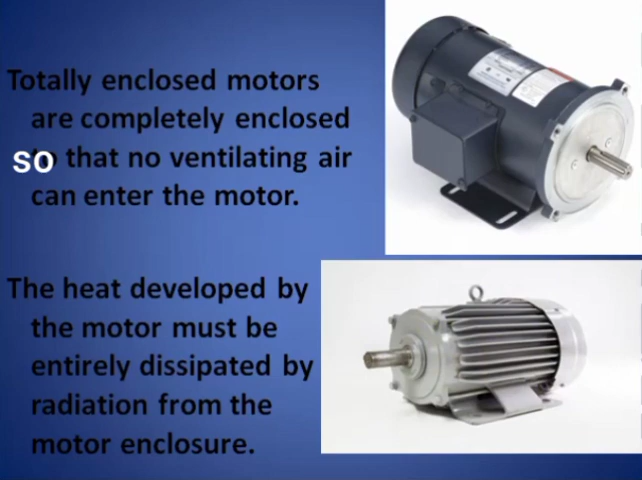 Totally enclosed motors
are completely enclosed
so that no ventilating air
can enter the motor.
The heat developed by
the motor must be
entirely dissipated by
radiation from the
motor enclosure.